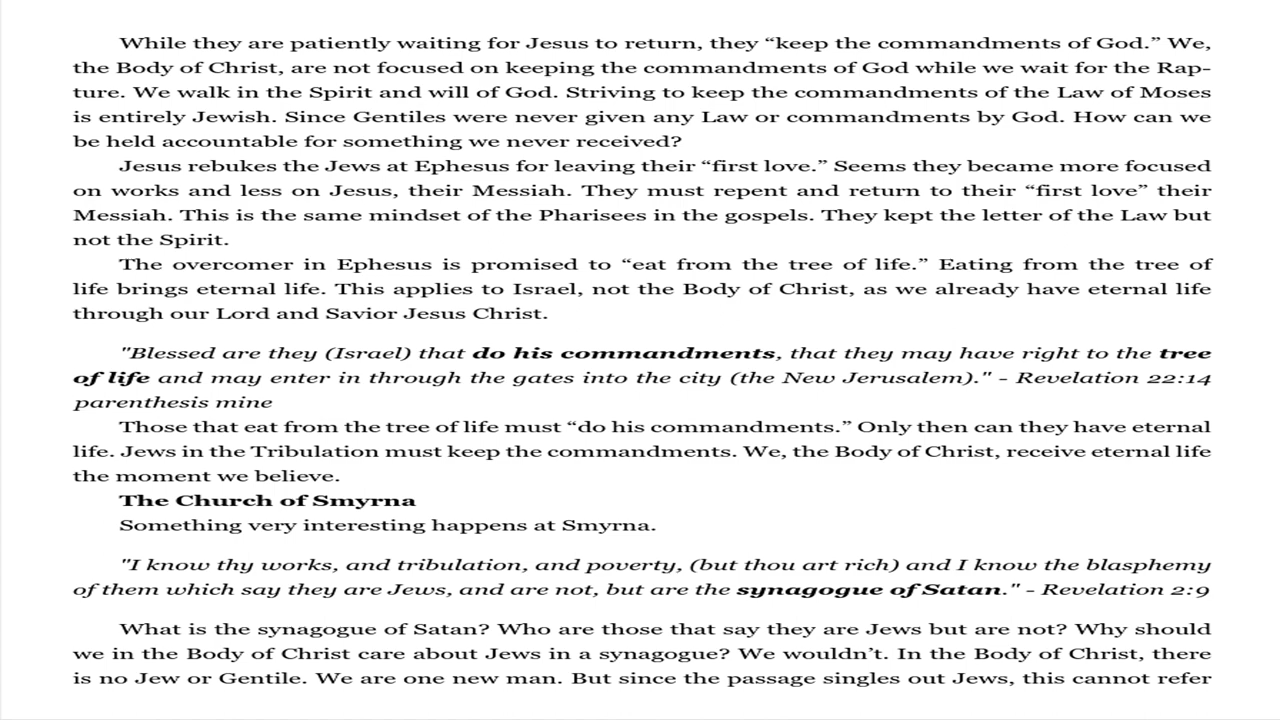 While they are patiently waiting for Jesus to return, they “keep the commandments of God.” We,
the Body of Christ, are not focused on keeping the commandments of God while we wait for the Rap-
ture. We walk in the Spirit and will of God. Striving to keep the commandments of the Law of Moses
is entirely Jewish. Since Gentiles were never given any Law or commandments by God. How can we
be held accountable for something we never received?
Jesus rebukes the Jews at Ephesus for leaving their “first love.” Seems they became more focused
on works and less on Jesus, their Messiah. They must repent and return to their “first love” their
Messiah. This is the same mindset of the Pharisees in the gospels. They kept the letter of the Law but
not the Spirit.
The overcomer in Ephesus is promised to “eat from the tree of life.” Eating from the tree of
life brings eternal life. This applies to Israel, not the Body of Christ, as we already have eternal life
through our Lord and Savior Jesus Christ.
"Blessed are they (Israel) that do his commandments, that they may have right to the tree
of life and may enter in through the gates into the city (the New Jerusalem)." - Revelation 22:14
parenthesis mine
Those that eat from the tree of life must “do his commandments.” Only then can they have eternal
life. Jews in the Tribulation must keep the commandments. We, the Body of Christ, receive eternal life
the moment we believe.
The Church of Smyrna
Something very interesting happens at Smyrna.
"I know thy works, and tribulation, and poverty, (but thou art rich) and I know the blasphemy
of them which say they are Jews, and are not, but are the synagogue of Satan." - Revelation 2:9
What is the synagogue of Satan? Who are those that say they are Jews but are not? Why should
we in the Body of Christ care about Jews in a synagogue? We wouldn’t. In the Body of Christ, there
is no Jew or Gentile. We are one new man. But since the passage singles out Jews, this cannot refer